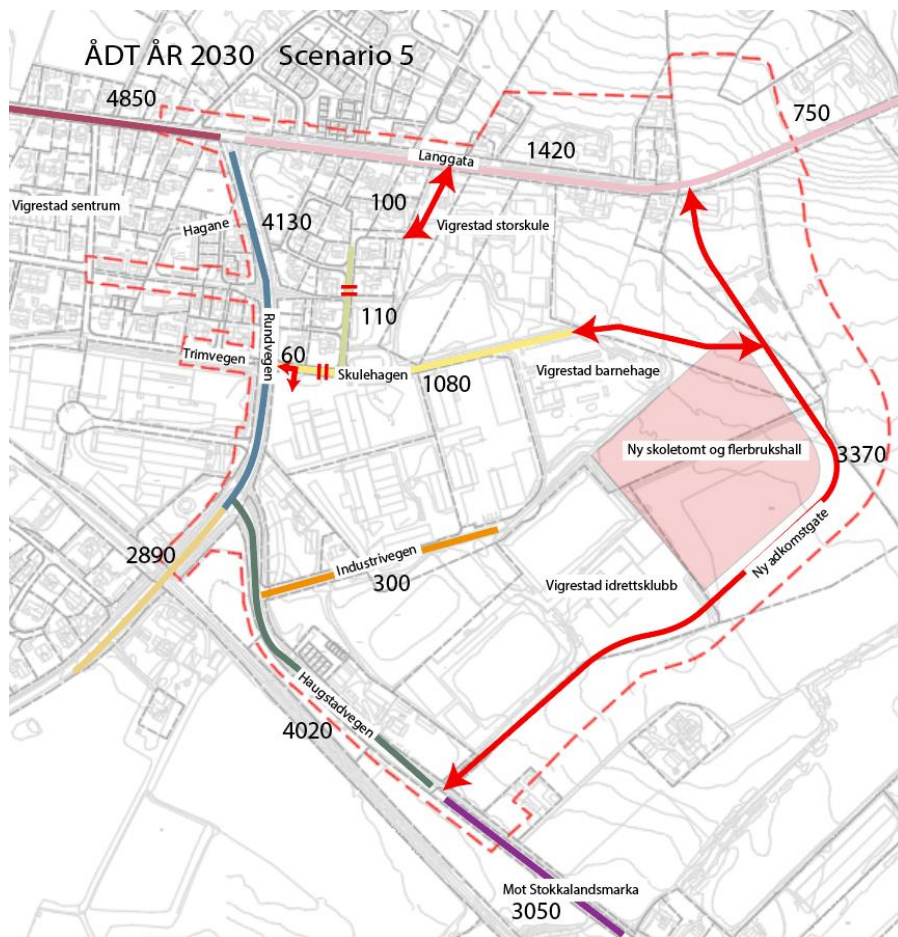 ÅDT ÅR 2030 Scenario 5
4850
750
1420
Langgata
100
Vigrestad sentrum
Hagane
4130
Vigrestad storskule
Rundvegen
110
Trimvegen
60
Skulehagen
1080
Vigrestad barnehage
Ny skoletomt og flerbrukshall
3370
Ny adkomstgate
2890
Industrivegen
300
Vigrestad idrettsklubb
Haugstadvegen
4020
Mot Stokkalandsmarka
3050